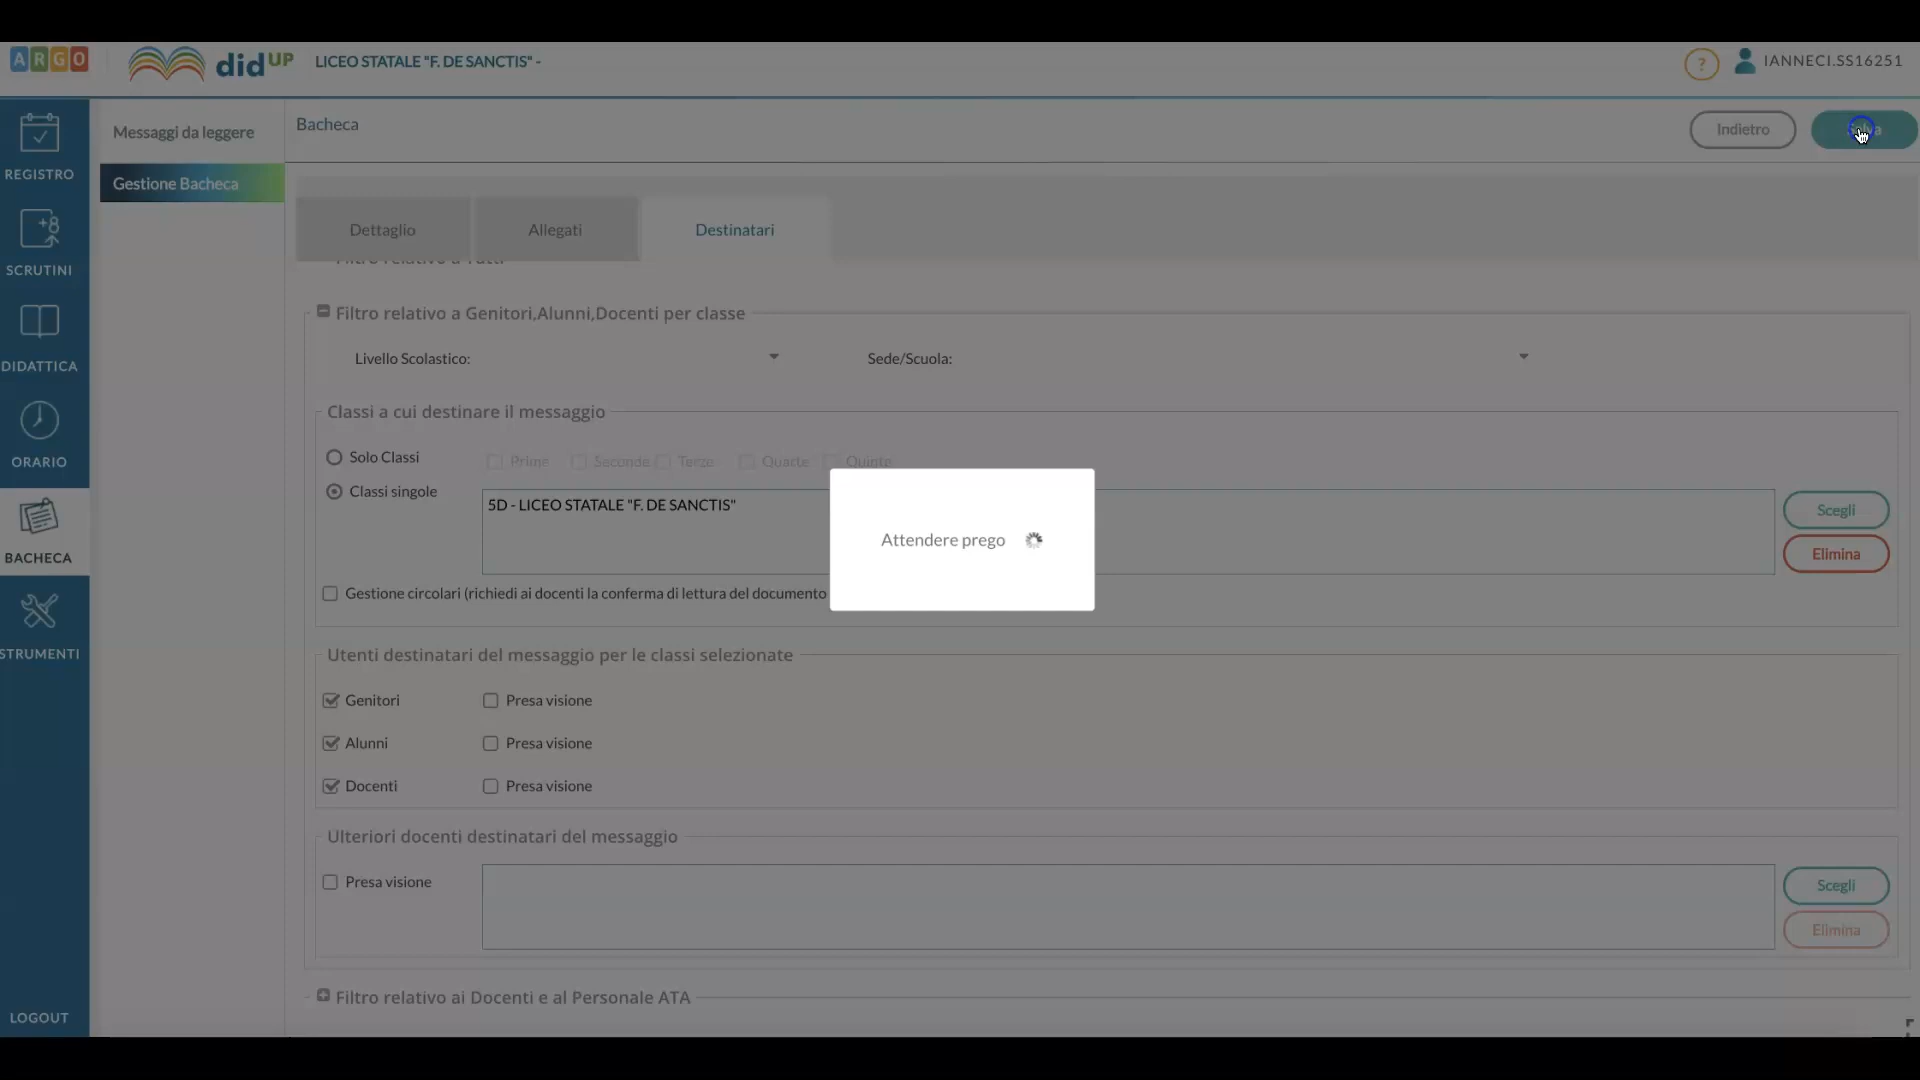 ARGO
didUP
LICEO STATALE "F. DE SANCTIS" -
?
IANNECI.SS16251
REGISTRO
SCRUTINI
DIDATTICA
ORARIO
BACHECA
STRUMENTI
LOGOUT
Messaggi da leggere
Gestione Bacheca
Bacheca
Indietro
Dettaglio
Allegati
Destinatari
Filtro relativo a Tutti
Filtro relativo a Genitori,Alunni,Docenti per classe
Livello Scolastico:
Sede/Scuola:
Classi a cui destinare il messaggio
Solo Classi
Prime
Seconde
Terze
Quarte
Quinte
Classi singole
5D - LICEO STATALE "F. DE SANCTIS"
Scegli
Elimina
Attendere prego
Gestione circolari (richiedi ai docenti la conferma di lettura del documento
Utenti destinatari del messaggio per le classi selezionate
Genitori
Presa visione
Alunni
Presa visione
Docenti
Presa visione
Ulteriori docenti destinatari del messaggio
Presa visione
Scegli
Elimina
Filtro relativo ai Docenti e al Personale ATA